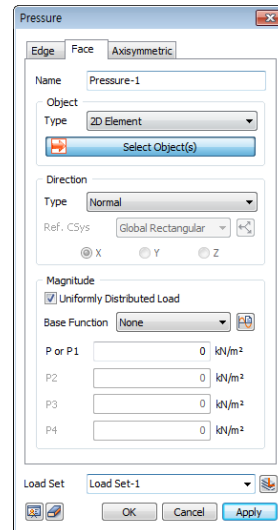 Pressure
Edge Face Axisymmetric
Name Pressure-1
Object
Type 2D Element
Select Object(s)
Direction
Type Normal
Ref. CSys Global Rectangular
X Y Z
Magnitude
Uniformly Distributed Load
Base Function None
P or P1 0 kN/m²
P2 0 kN/m²
P3 0 kN/m²
P4 0 kN/m²
Load Set Load Set-1
OK Cancel Apply